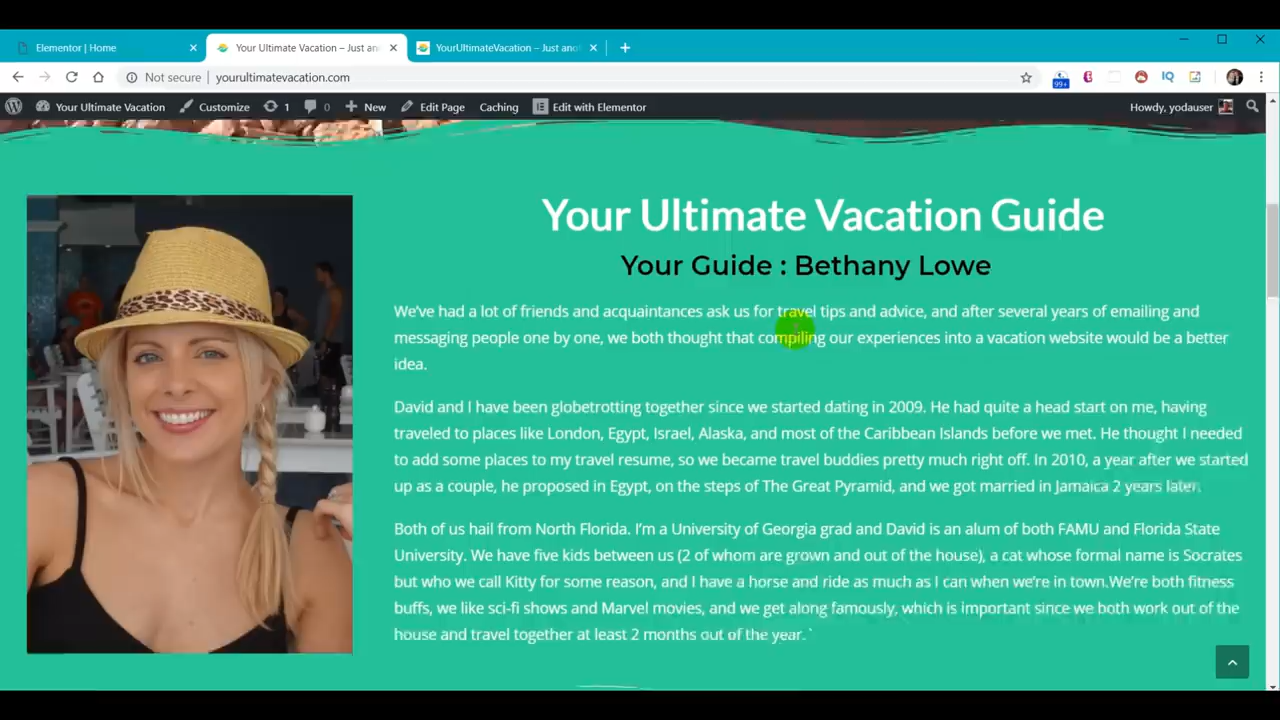 Elementor | Home
Your Ultimate Vacation – Just an
YourUltimateVacation – Just ano
Not secure | yourultimatevacation.com
99+
IQ
Your Ultimate Vacation
Customize
1
0
New
Edit Page
Caching
Edit with Elementor
Howdy, yodauser
Your Ultimate Vacation Guide
Your Guide : Bethany Lowe
We've had a lot of friends and acquaintances ask us for travel tips and advice, and after several years of emailing and
messaging people one by one, we both thought that compiling our experiences into a vacation website would be a better
idea.
David and I have been globetrotting together since we started dating in 2009. He had quite a head start on me, having
traveled to places like London, Egypt, Israel, Alaska, and most of the Caribbean Islands before we met. He thought I needed
to add some places to my travel resume, so we became travel buddies pretty much right off. In 2010, a year after we started
up as a couple, he proposed in Egypt, on the steps of The Great Pyramid, and we got married in Jamaica 2 years later.
Both of us hail from North Florida. I'm a University of Georgia grad and David is an alum of both FAMU and Florida State
University. We have five kids between us (2 of whom are grown and out of the house), a cat whose formal name is Socrates
but who we call Kitty for some reason, and I have a horse and ride as much as I can when we're in town.We're both fitness
buffs, we like sci-fi shows and Marvel movies, and we get along famously, which is important since we both work out of the
house and travel together at least 2 months out of the year. `